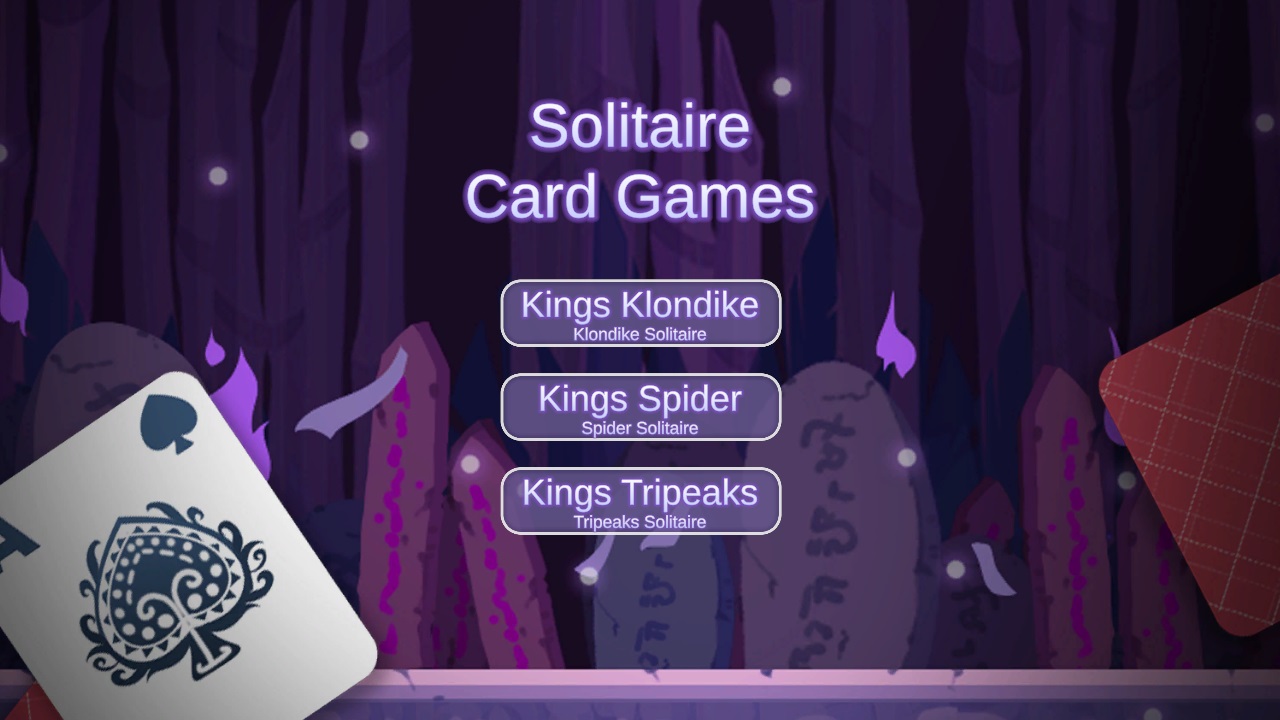 Solitaire
Card Games
Kings Klondike
Klondike Solitaire
Kings Spider
Spider Solitaire
Kings Tripeaks
Tripeaks Solitaire
A